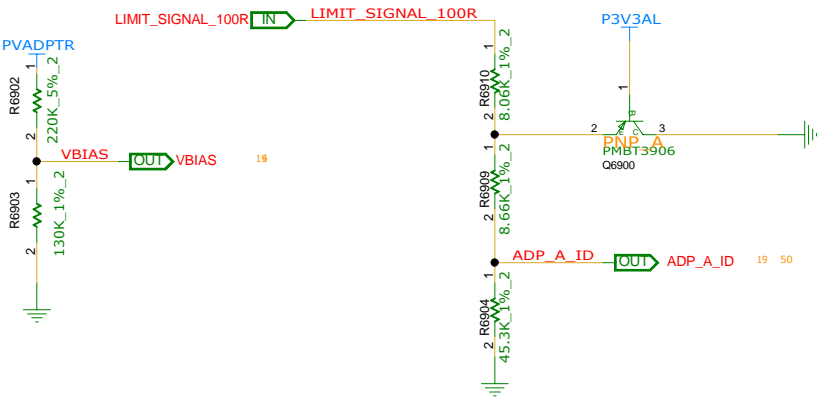 LIMIT_SIGNAL_100R IN LIMIT_SIGNAL_100R
P3V3AL
PVADPTR
1
R6902
220K_5%_2
2
VBIAS OUT VBIAS
1
R6903
130K_1%_2
2
1
R6910
8.06K_1%_2
2
1
B
2 E C 3
PNP_A
PMBT3906
Q6900
1
R6909
8.66K_1%_2
2
ADP_A_ID OUT ADP_A_ID 19 50
1
R6904
45.3K_1%_2
2